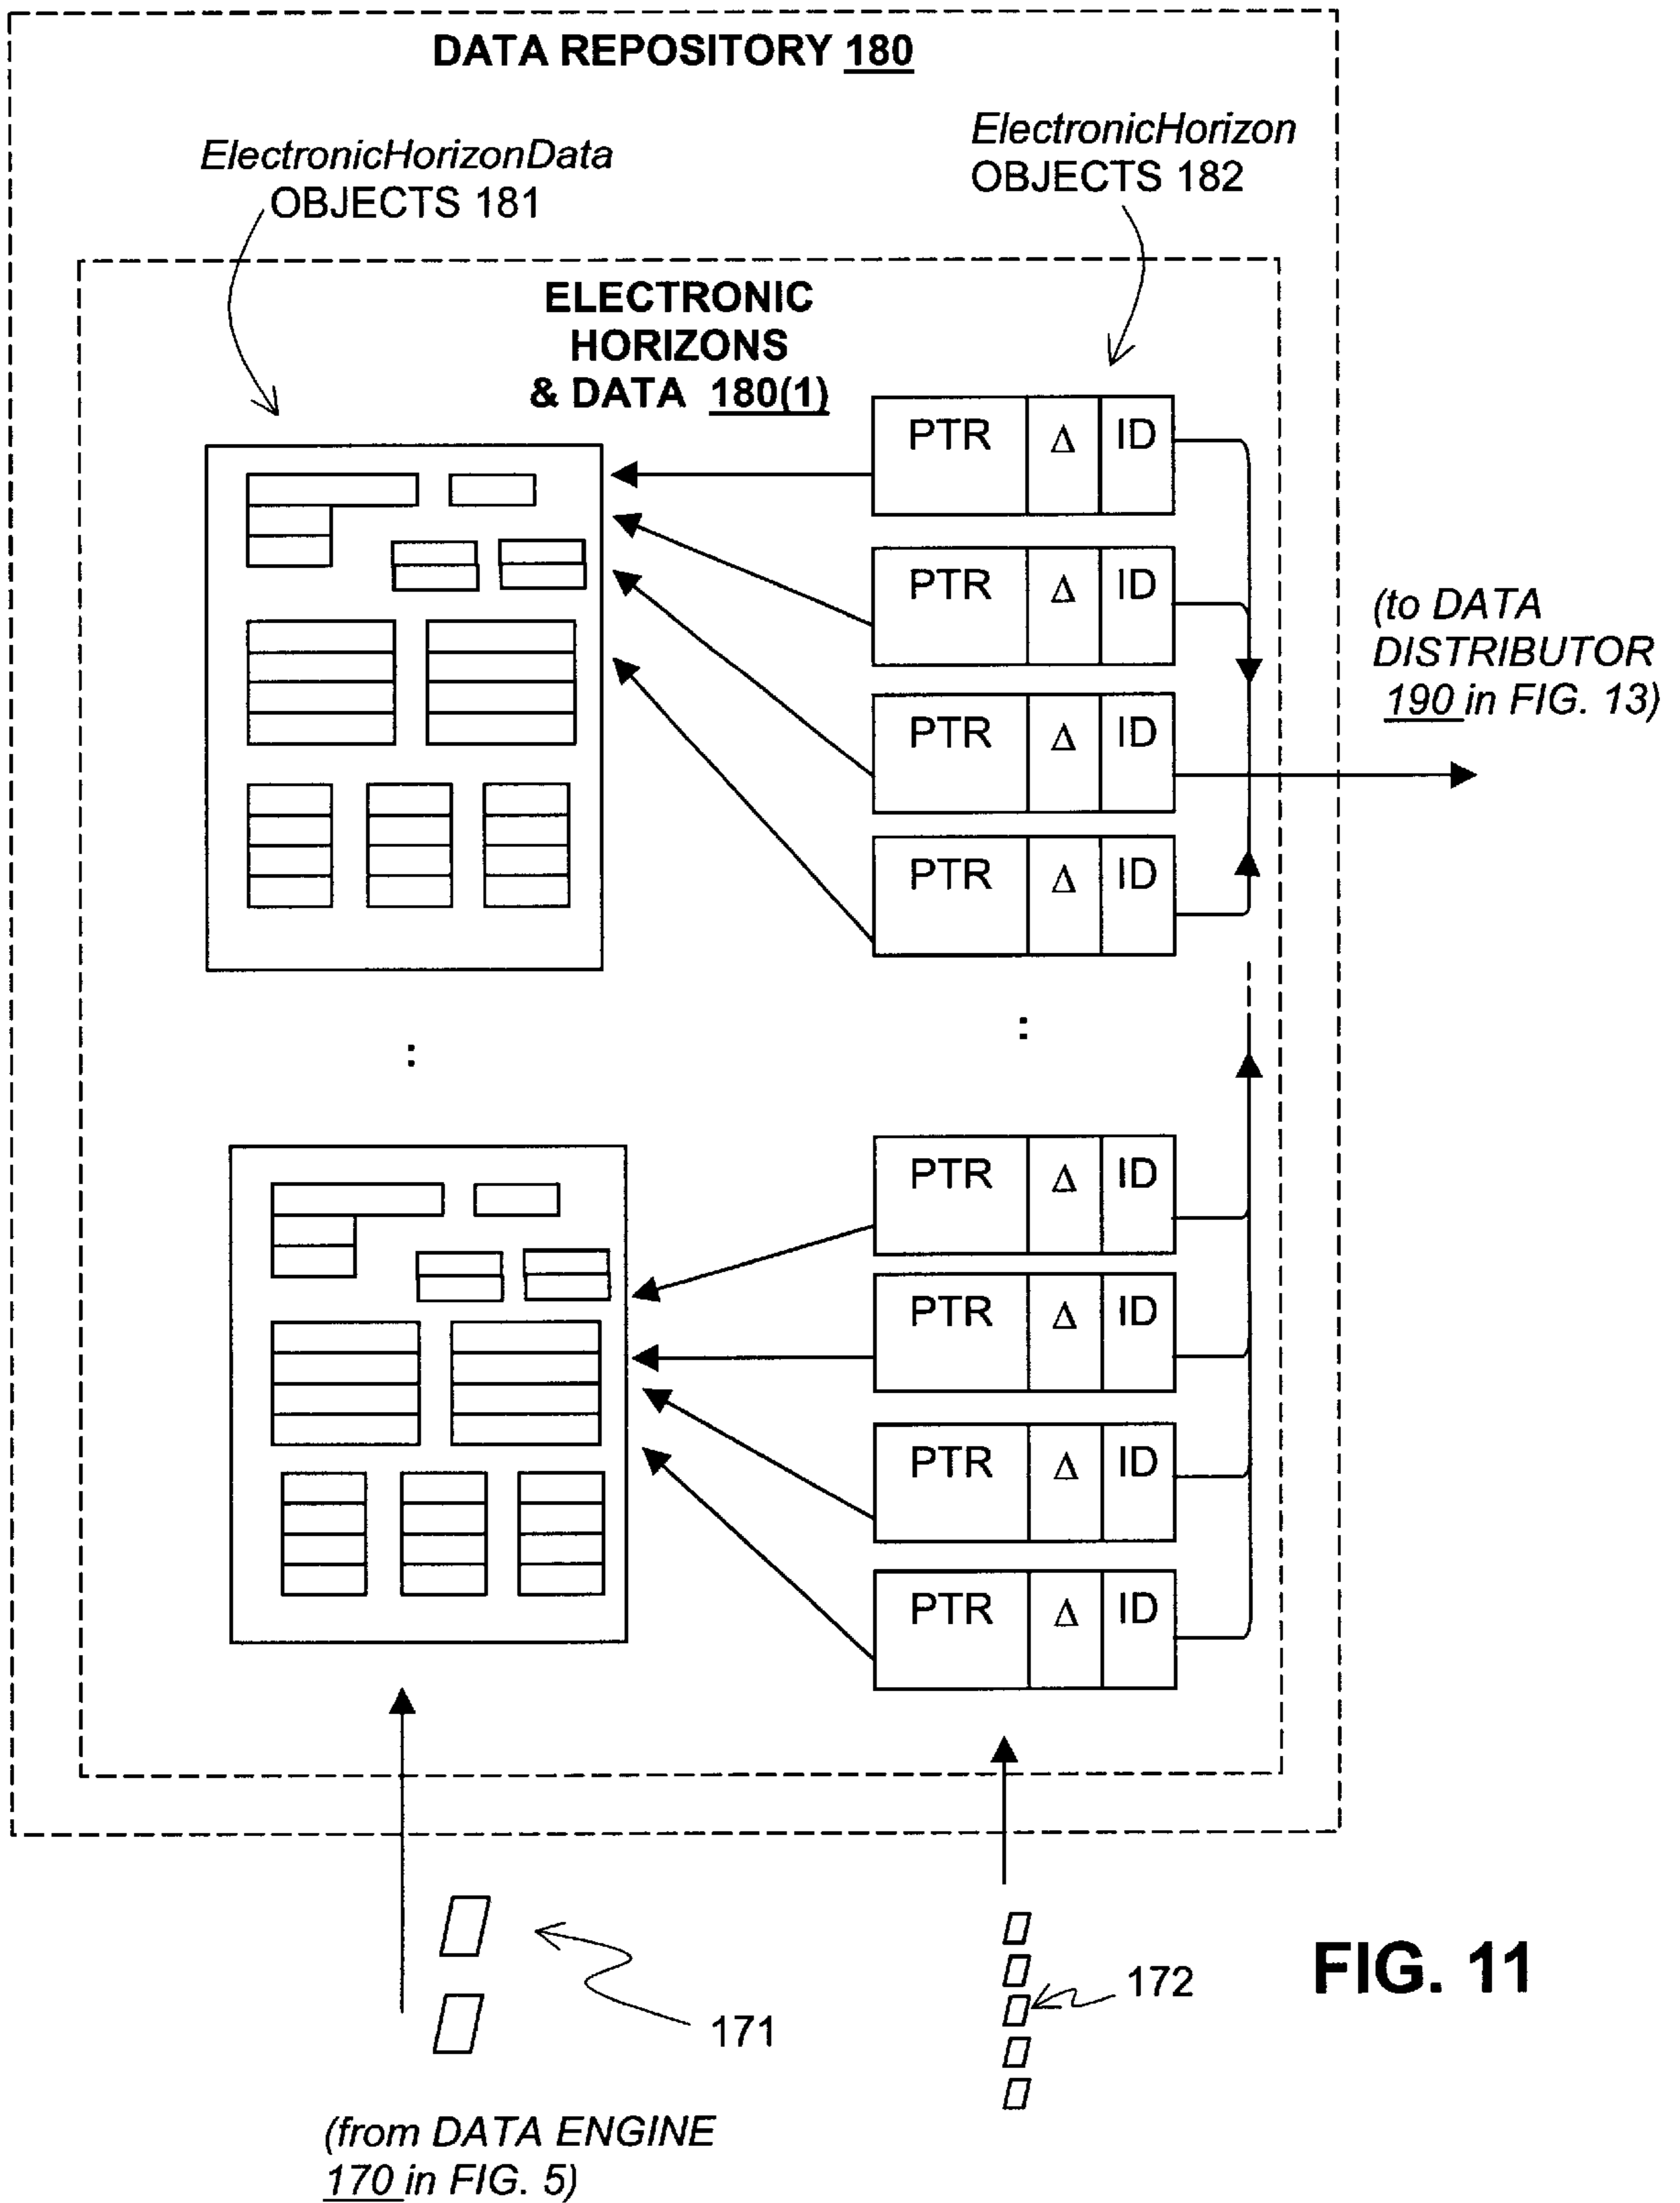 DATA REPOSITORY 180
ElectronicHorizonData
OBJECTS 181
ElectronicHorizon
OBJECTS 182
ELECTRONIC
HORIZONS
& DATA 180(1)
PTR Δ ID
PTR Δ ID
PTR Δ ID
PTR Δ ID
(to DATA
DISTRIBUTOR
190 in FIG. 13)
:
:
PTR Δ ID
PTR Δ ID
PTR Δ ID
PTR Δ ID
171
172
FIG. 11
(from DATA ENGINE
170 in FIG. 5)